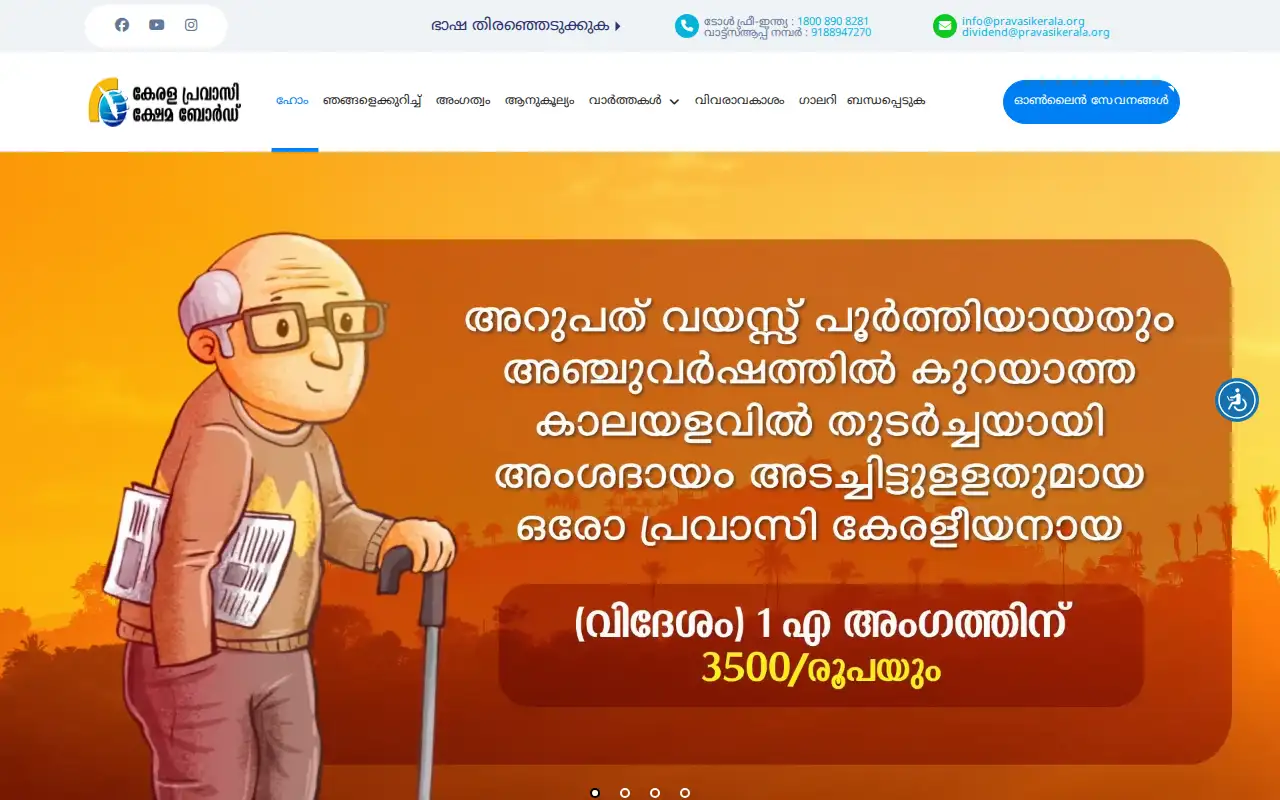 ഭാഷ തിരഞ്ഞെടുക്കുക
ടോൾ ഫ്രീ-ഇന്ത്യ : 1800 890 8281
വാട്ട്സ്ആപ്പ് നമ്പർ : 9188947270
info@pravasikerala.org
dividend@pravasikerala.org
കേരള പ്രവാസി
ക്ഷേമ ബോർഡ്
ഹോം ഞങ്ങളെക്കുറിച്ച് അംഗത്വം ആനുകൂല്യം വാർത്തകൾ വിവരാവകാശം ഗാലറി ബന്ധപ്പെടുക
ഓൺലൈൻ സേവനങ്ങൾ
അറുപത് വയസ്സ് പൂർത്തിയായതും
അഞ്ചുവർഷത്തിൽ കുറയാത്ത
കാലയളവിൽ തുടർച്ചയായി
അംശദായം അടച്ചിട്ടുളളതുമായ
ഒരോ പ്രവാസി കേരളീയനായ
(വിദേശം) 1 എ അംഗത്തിന്
3500/രൂപയും